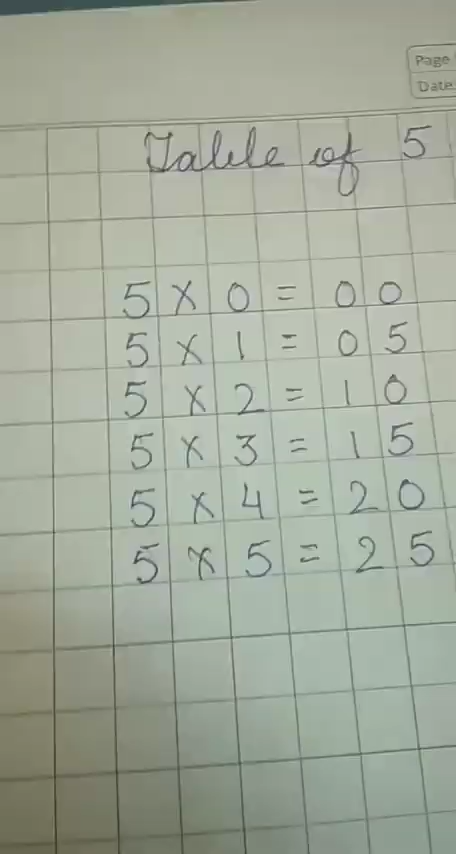 Page
Date
Table of 5
5 × 0 = 00
5 × 1 = 05
5 × 2 = 10
5 × 3 = 15
5 × 4 = 20
5 × 5 = 25